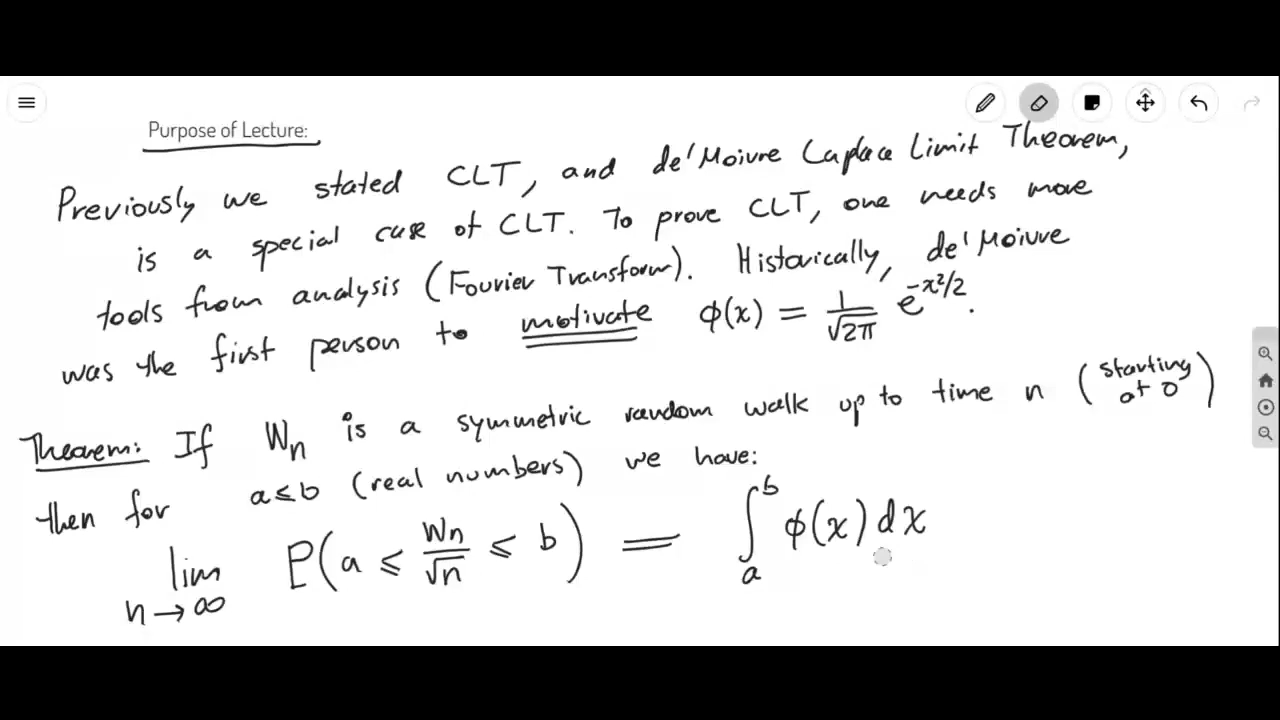 Purpose of Lecture:
Previously we stated CLT, and de'Moivre Laplace Limit Theorem,
is a special case of CLT. To prove CLT, one needs more
tools from analysis (Fourier Transform). Historically, de'Moivre
was the first person to motivate φ(x) = 1/√2π e^{-x²/2}.
Theorem: If Wn is a symmetric random walk up to time n (starting at 0)
then for a≤b (real numbers) we have:
lim n→∞ P(a ≤ Wn/√n ≤ b) = ∫_a^b φ(x) dx